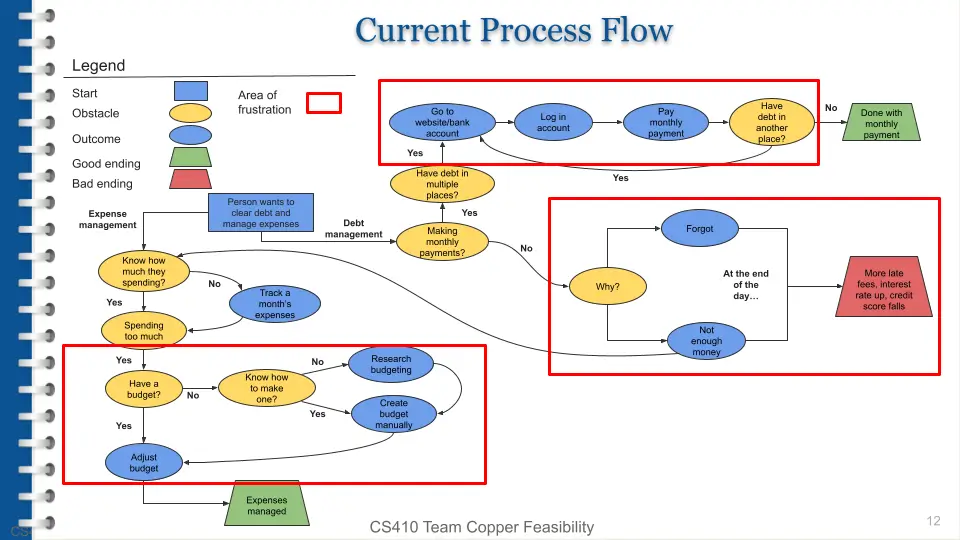 Current Process Flow
Legend
Start
Obstacle
Outcome
Good ending
Bad ending
Area of
frustration
Go to
website/bank
account
Log in
account
Pay
monthly
payment
Have
debt in
another
place?
No
Done with
monthly
payment
Yes
Yes
Have debt in
multiple
places?
Yes
Person wants to
clear debt and
manage expenses
Expense
management
Debt
management
Making
monthly
payments?
No
Why?
Forgot
At the end
of the
day…
Not
enough
money
More late
fees, interest
rate up, credit
score falls
Know how
much they
spending?
No
Track a
month's
expenses
Yes
Spending
too much
Yes
Have a
budget?
No
Know how
to make
one?
No
Research
budgeting
Yes
Create
budget
manually
Yes
Adjust
budget
Expenses
managed
CS
CS410 Team Copper Feasibility
12